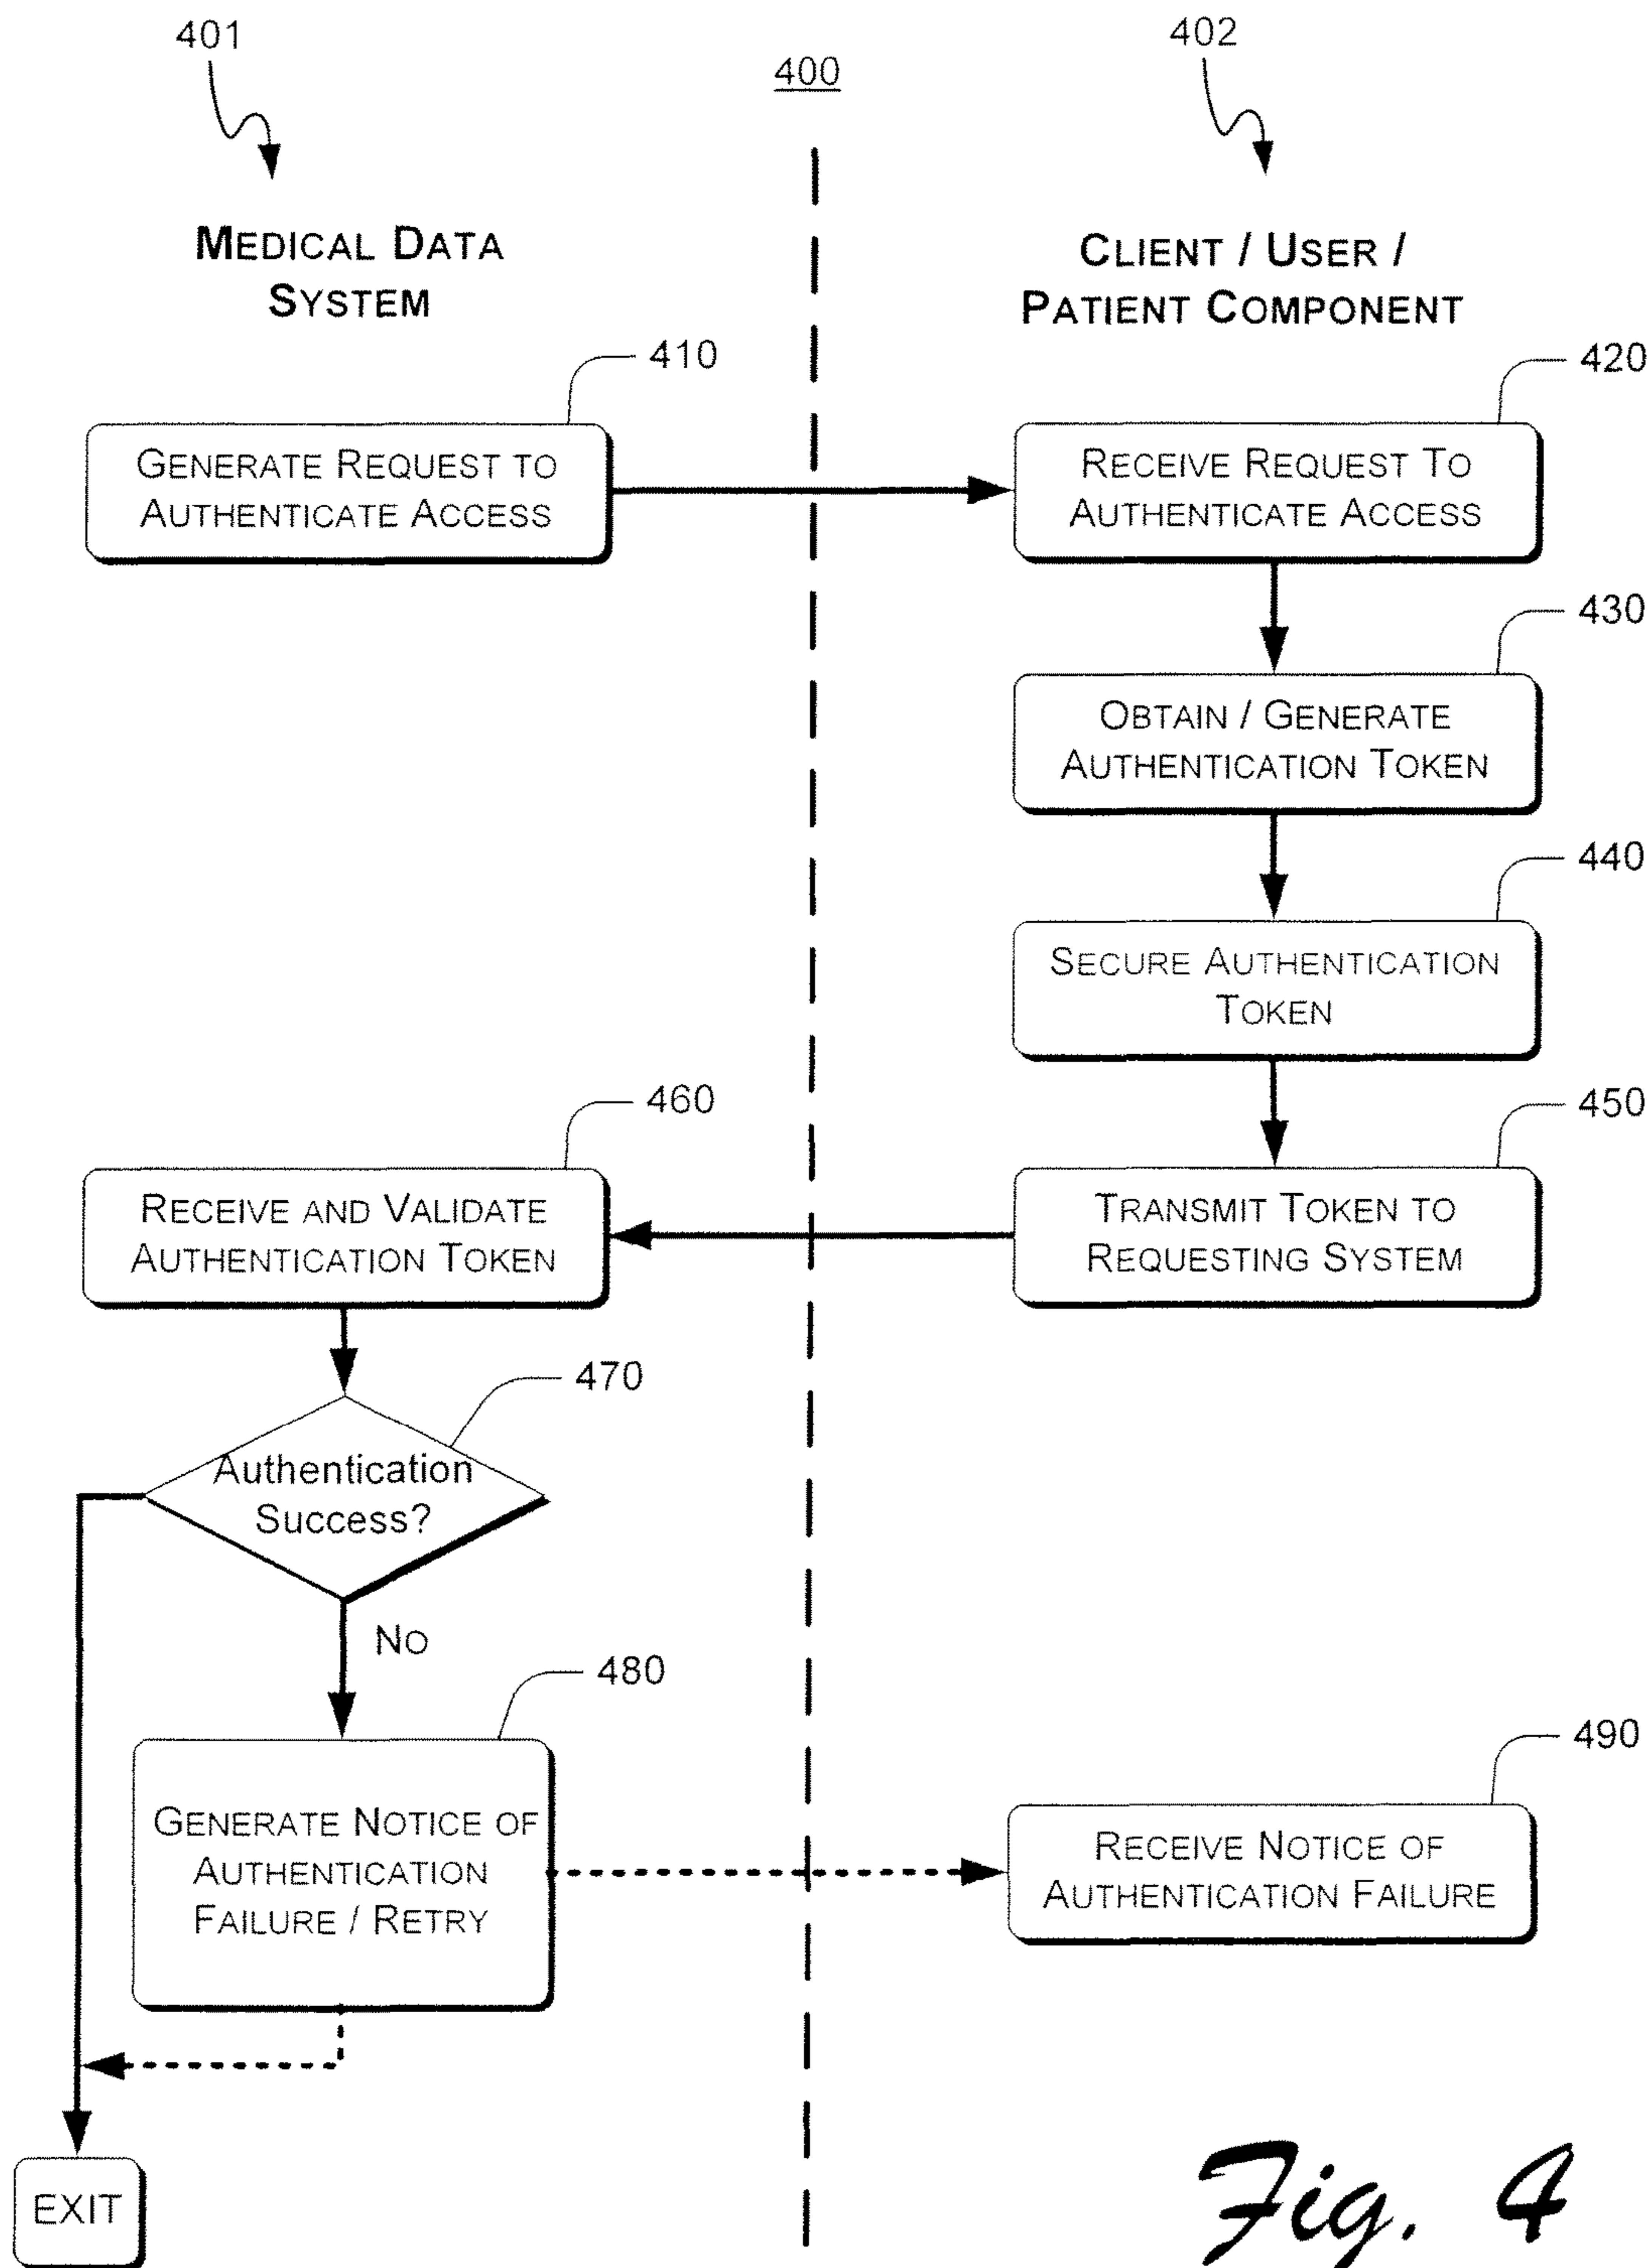 401
400
402
MEDICAL DATA
SYSTEM
CLIENT / USER /
PATIENT COMPONENT
410
GENERATE REQUEST TO
AUTHENTICATE ACCESS
420
RECEIVE REQUEST TO
AUTHENTICATE ACCESS
430
OBTAIN / GENERATE
AUTHENTICATION TOKEN
440
SECURE AUTHENTICATION
TOKEN
450
TRANSMIT TOKEN TO
REQUESTING SYSTEM
460
RECEIVE AND VALIDATE
AUTHENTICATION TOKEN
470
Authentication
Success?
NO
480
GENERATE NOTICE OF
AUTHENTICATION
FAILURE / RETRY
490
RECEIVE NOTICE OF
AUTHENTICATION FAILURE
EXIT
Fig. 4